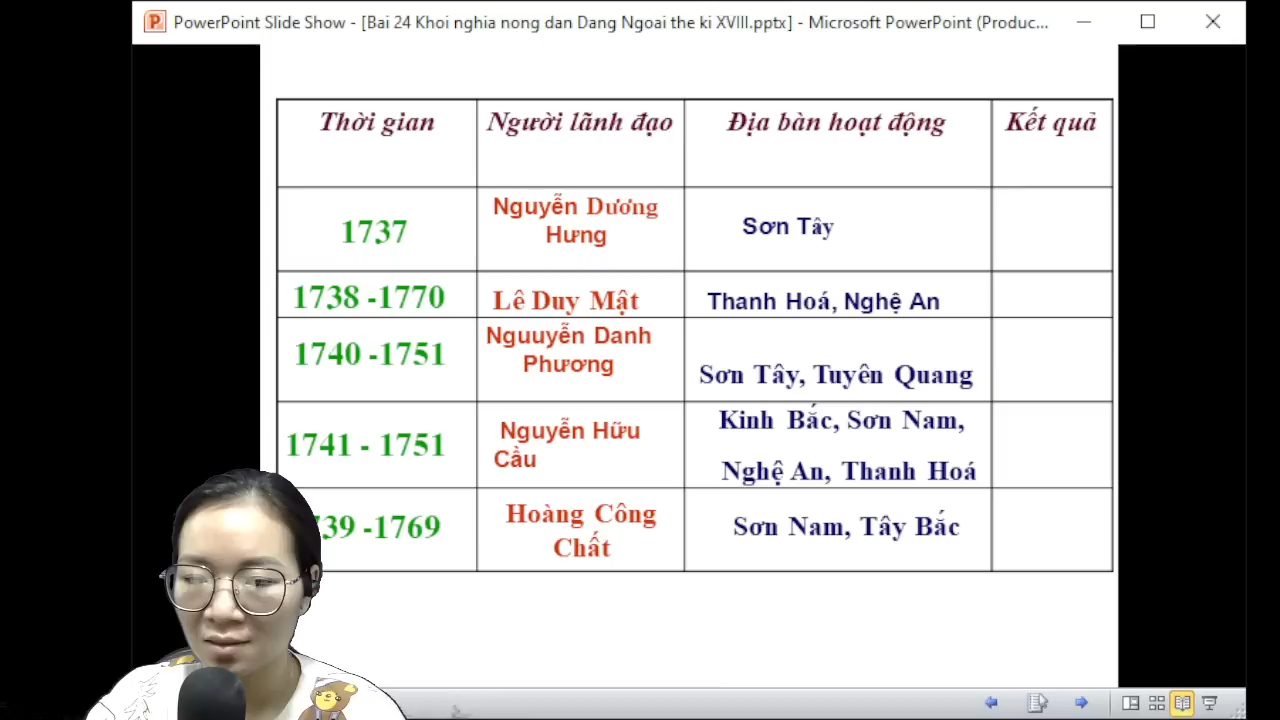 PowerPoint Slide Show - [Bai 24 Khoi nghia nong dan Dang Ngoai the ki XVIII.pptx] - Microsoft PowerPoint (Produc...
Thời gian Người lãnh đạo Địa bàn hoạt động Kết quả
1737 Nguyễn Dương Hưng Sơn Tây
1738 -1770 Lê Duy Mật Thanh Hoá, Nghệ An
1740 -1751 Nguuyễn Danh Phương Sơn Tây, Tuyên Quang
1741 - 1751 Nguyễn Hữu Cầu Kinh Bắc, Sơn Nam, Nghệ An, Thanh Hoá
39 -1769 Hoàng Công Chất Sơn Nam, Tây Bắc